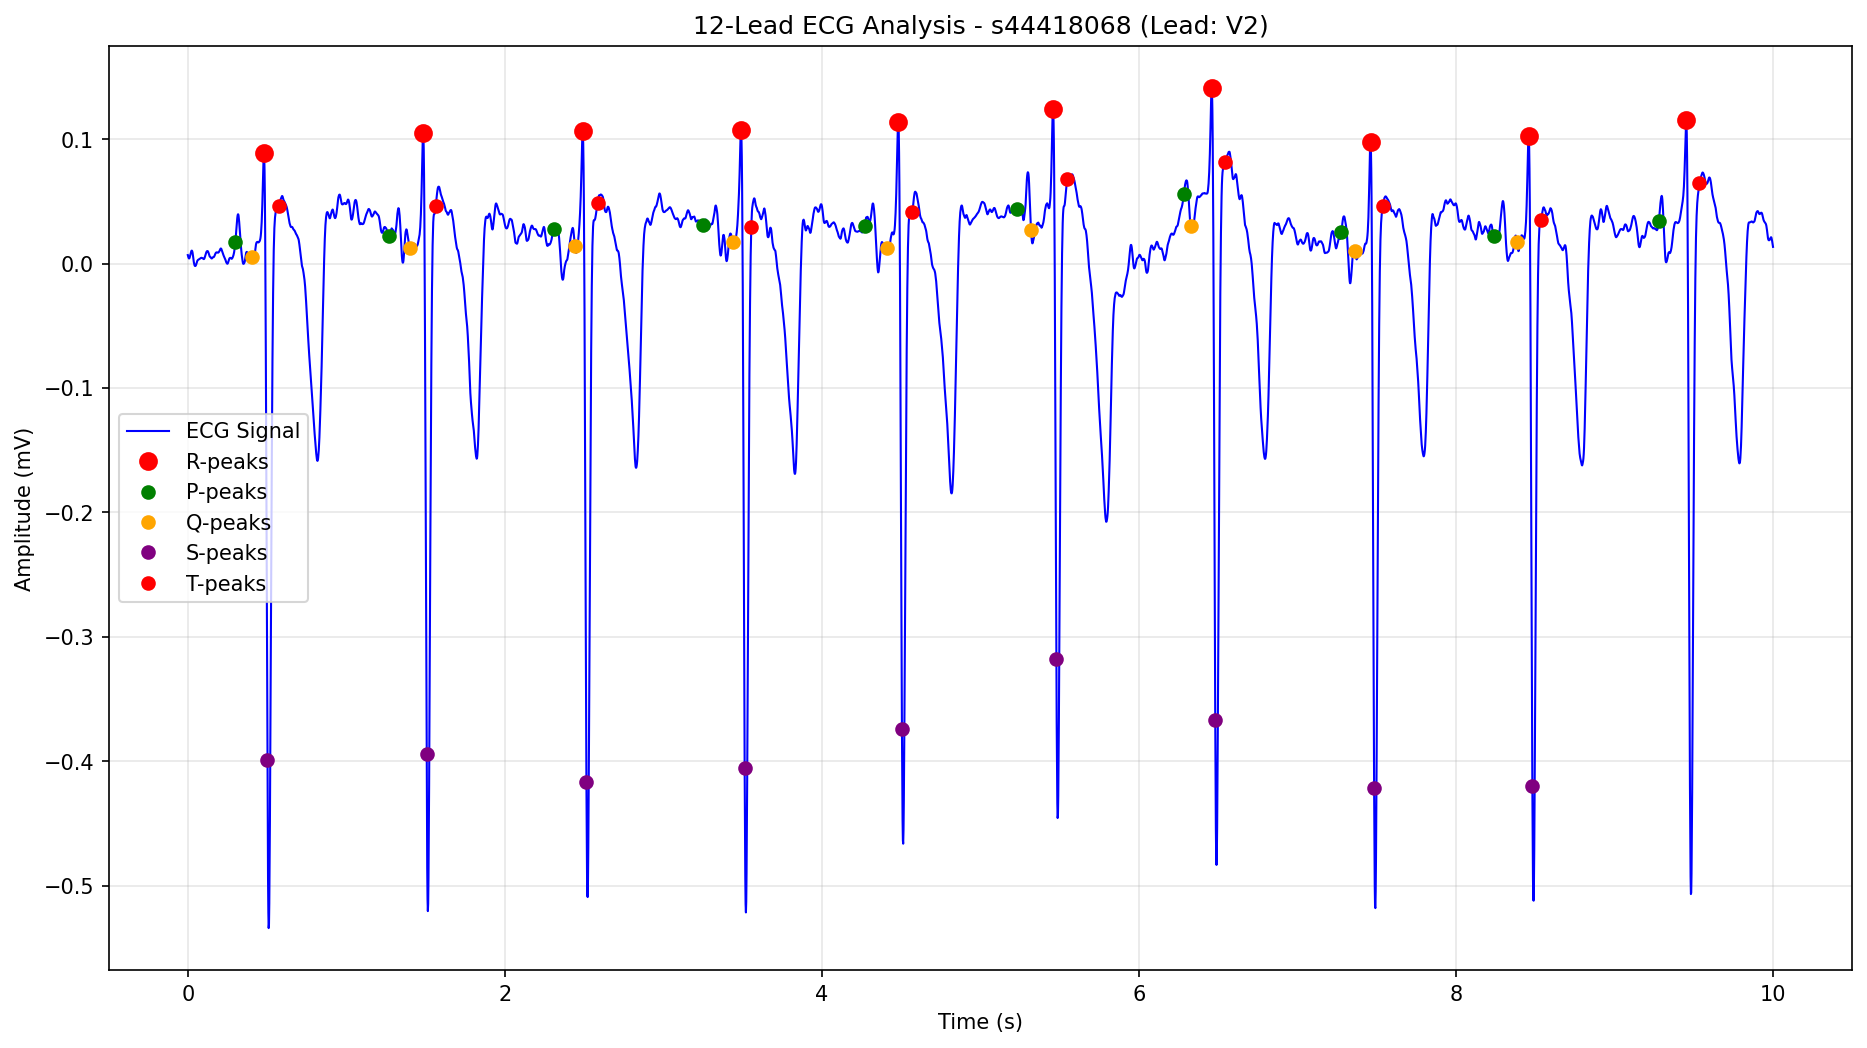 12-Lead ECG Analysis - s44418068 (Lead: V2)
Amplitude (mV)
0.1
0.0
−0.1
−0.2
−0.3
−0.4
−0.5
ECG Signal
R-peaks
P-peaks
Q-peaks
S-peaks
T-peaks
0 2 4 6 8 10
Time (s)